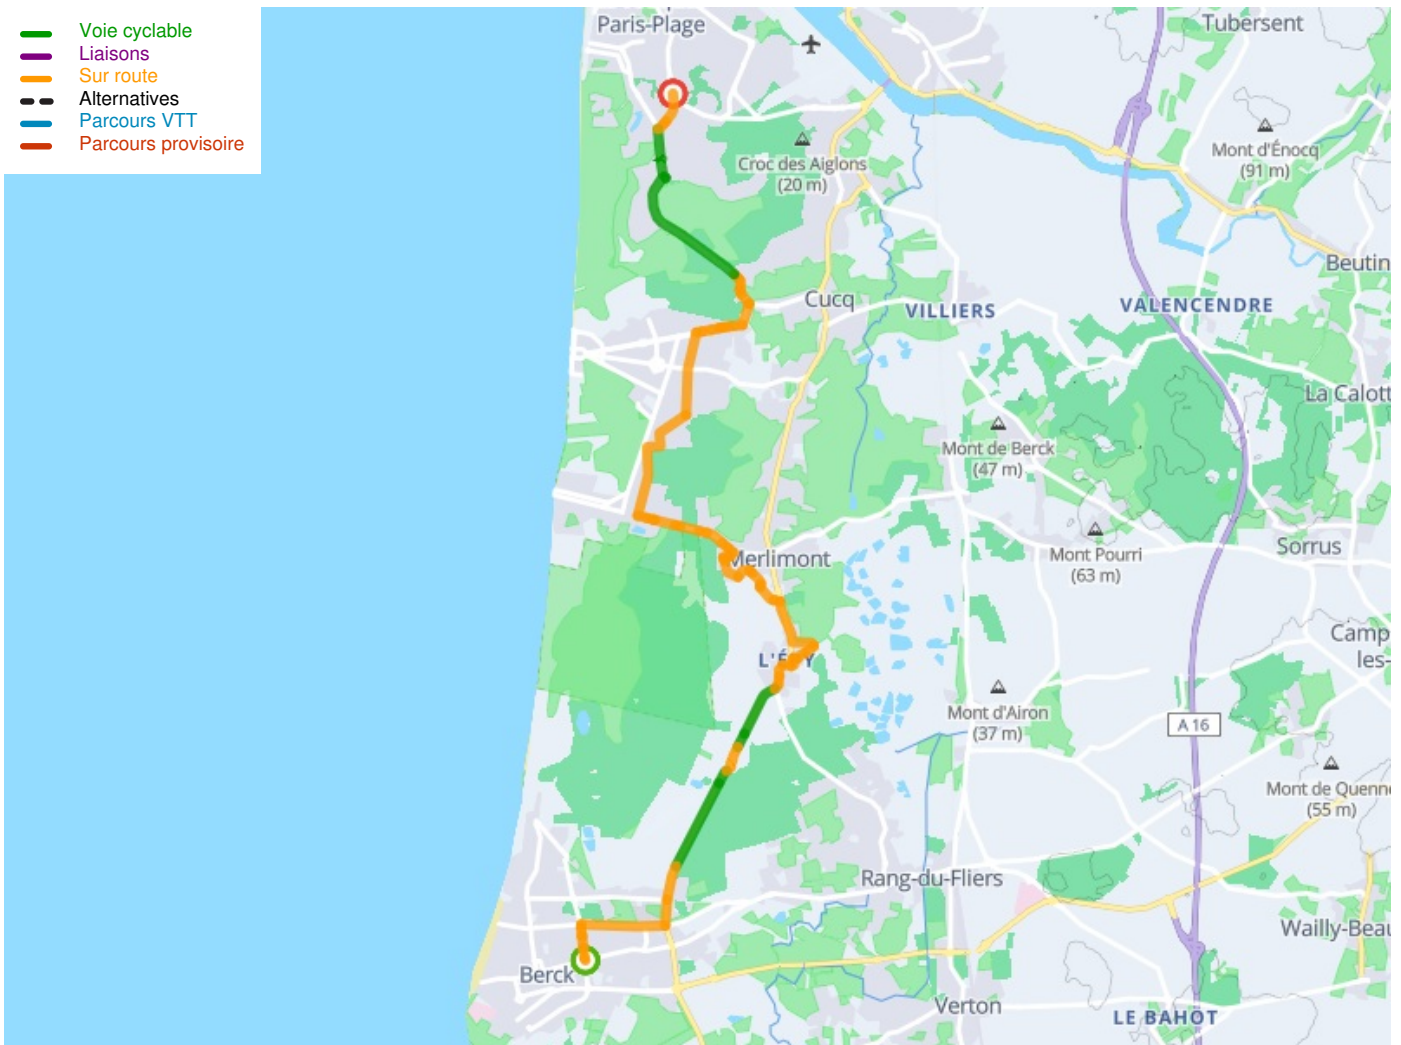 Voie cyclable
Liaisons
Sur route
Alternatives
Parcours VTT
Parcours provisoire
Paris-Plage
Tubersent
Croc des Aiglons
(20 m)
Mont d'Énocq
(91 m)
Beutin
Cucq
VILLIERS
VALENCENDRE
La Calott
Mont de Berck
(47 m)
Mont Pourri
(63 m)
Sorrus
Merlimont
Camp
les-
L'É Y
Mont d'Airon
(37 m)
A 16
Mont de Quenne
(55 m)
Rang-du-Fliers
Wailly-Beau
Berck
Verton
LE BAHOT